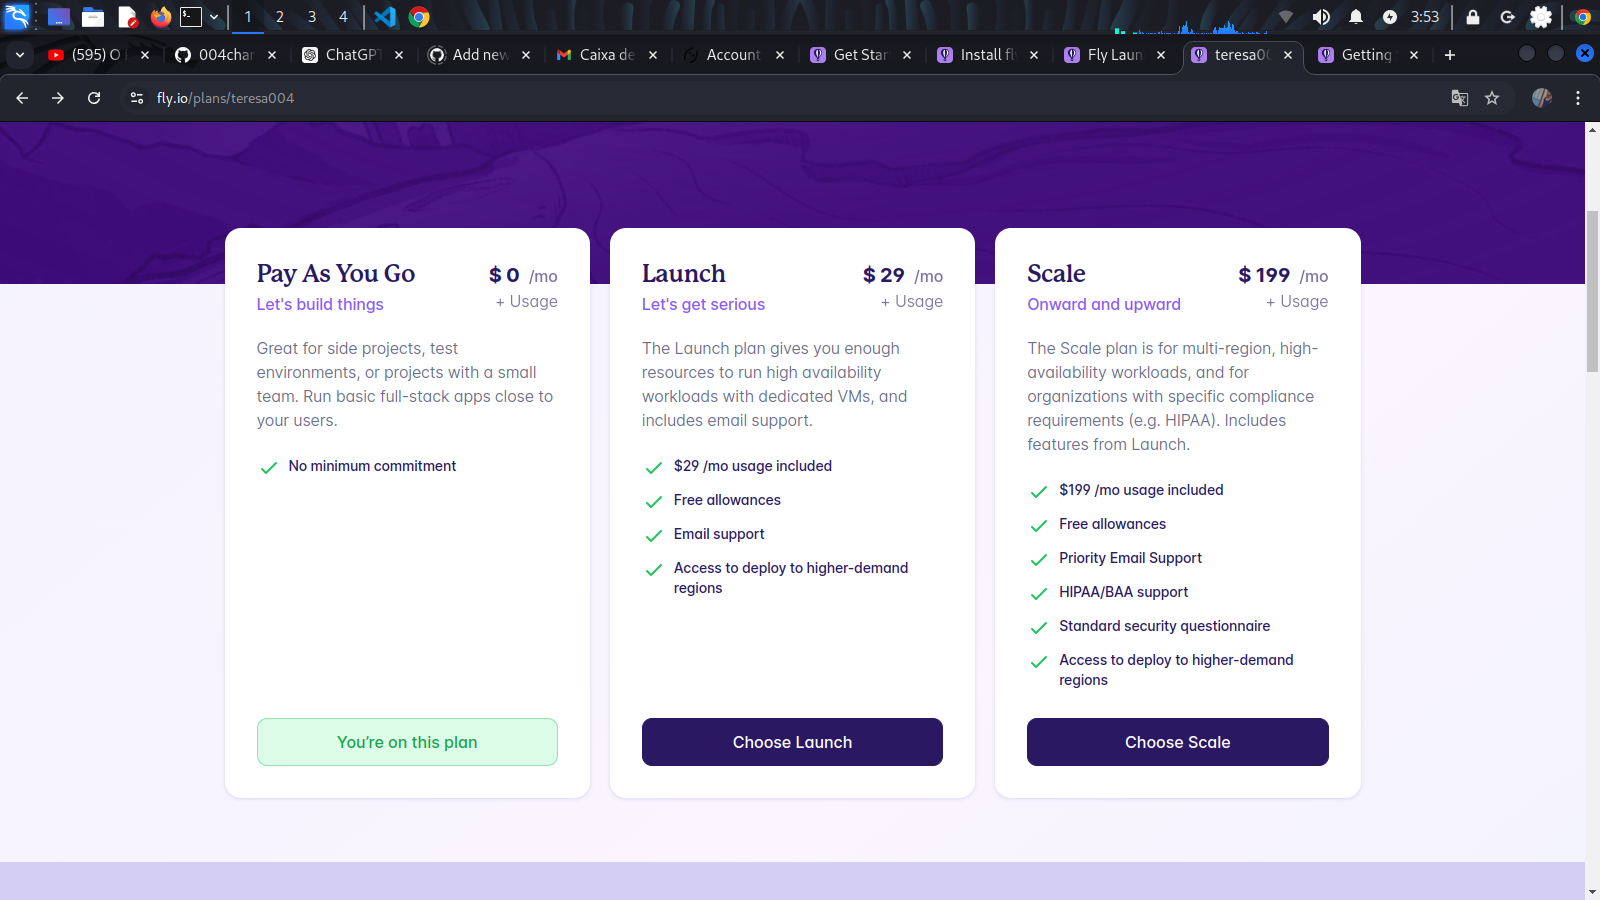 1 2 3 4 3:53
(595) O
004char
ChatGPT
Add new
Caixa de
Account
Get Star
Install fl
Fly Laun
teresa00
Getting
fly.io/plans/teresa004
Pay As You Go
$ 0 /mo
Let's build things
+ Usage
Great for side projects, test
environments, or projects with a small
team. Run basic full-stack apps close to
your users.
No minimum commitment
You're on this plan
Launch
$ 29 /mo
Let's get serious
+ Usage
The Launch plan gives you enough
resources to run high availability
workloads with dedicated VMs, and
includes email support.
$29 /mo usage included
Free allowances
Email support
Access to deploy to higher-demand
regions
Choose Launch
Scale
$ 199 /mo
Onward and upward
+ Usage
The Scale plan is for multi-region, high-
availability workloads, and for
organizations with specific compliance
requirements (e.g. HIPAA). Includes
features from Launch.
$199 /mo usage included
Free allowances
Priority Email Support
HIPAA/BAA support
Standard security questionnaire
Access to deploy to higher-demand
regions
Choose Scale